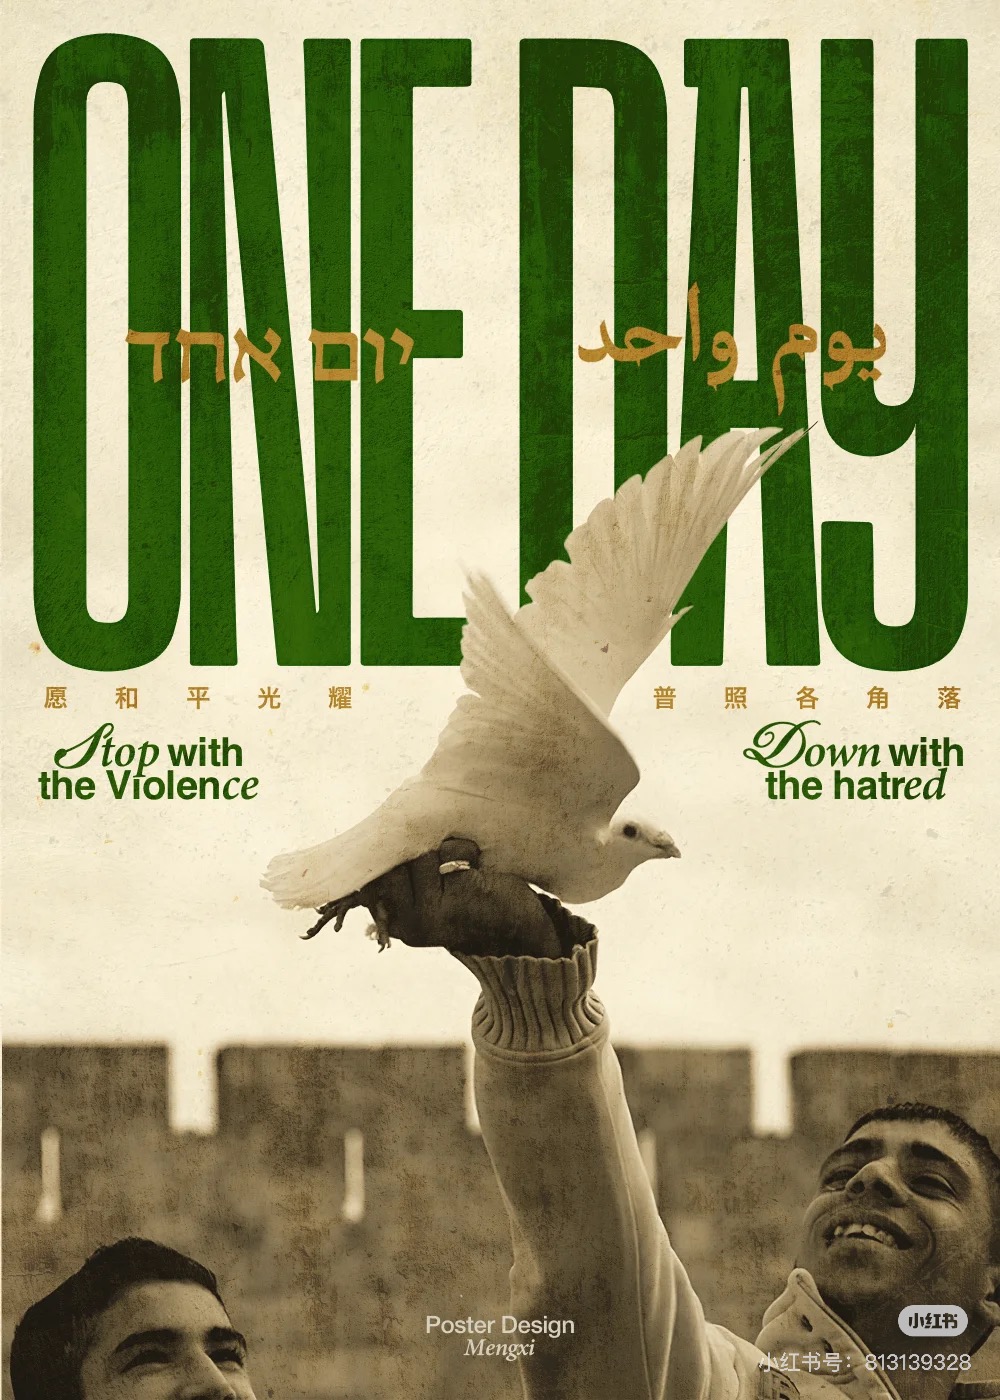 ONE DAY
יום אחד
يوم واحد
愿和平光耀
普照各角落
Stop with
the Violence
Down with
the hatred
Poster Design
Mengxi
小红书
小红书号：813139328